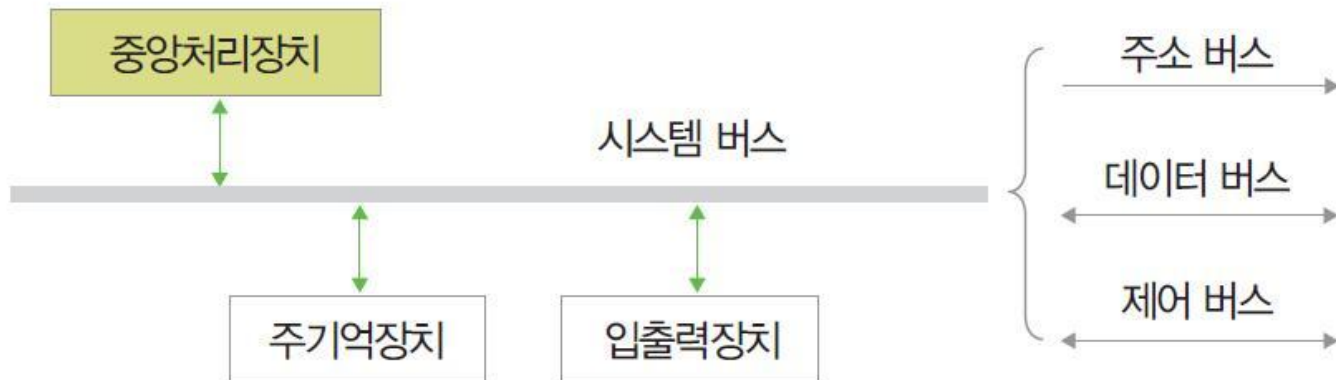 중앙처리장치
시스템 버스
주기억장치
입출력장치
주소 버스
데이터 버스
제어 버스